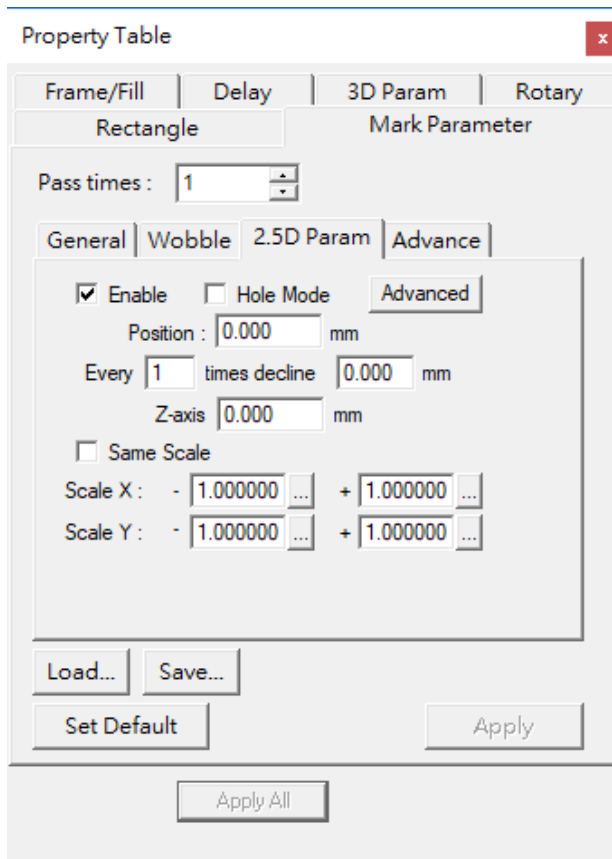 Property Table x
Frame/Fill Delay 3D Param Rotary
Rectangle Mark Parameter
Pass times : 1
General Wobble 2.5D Param Advance
Enable Hole Mode Advanced
Position : 0.000 mm
Every 1 times decline 0.000 mm
Z-axis 0.000 mm
Same Scale
Scale X : - 1.000000 ... + 1.000000 ...
Scale Y : - 1.000000 ... + 1.000000 ...
Load... Save...
Set Default Apply
Apply All